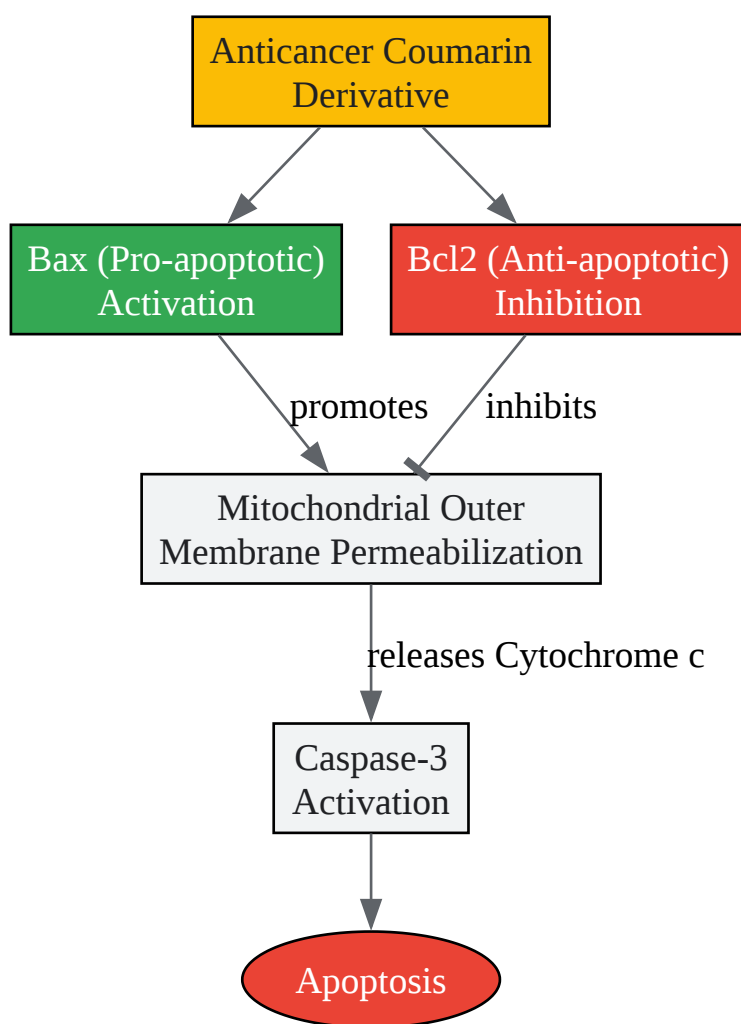 Anticancer Coumarin
Derivative
Bax (Pro-apoptotic)
Activation
Bcl2 (Anti-apoptotic)
Inhibition
promotes
inhibits
Mitochondrial Outer
Membrane Permeabilization
releases Cytochrome c
Caspase-3
Activation
Apoptosis